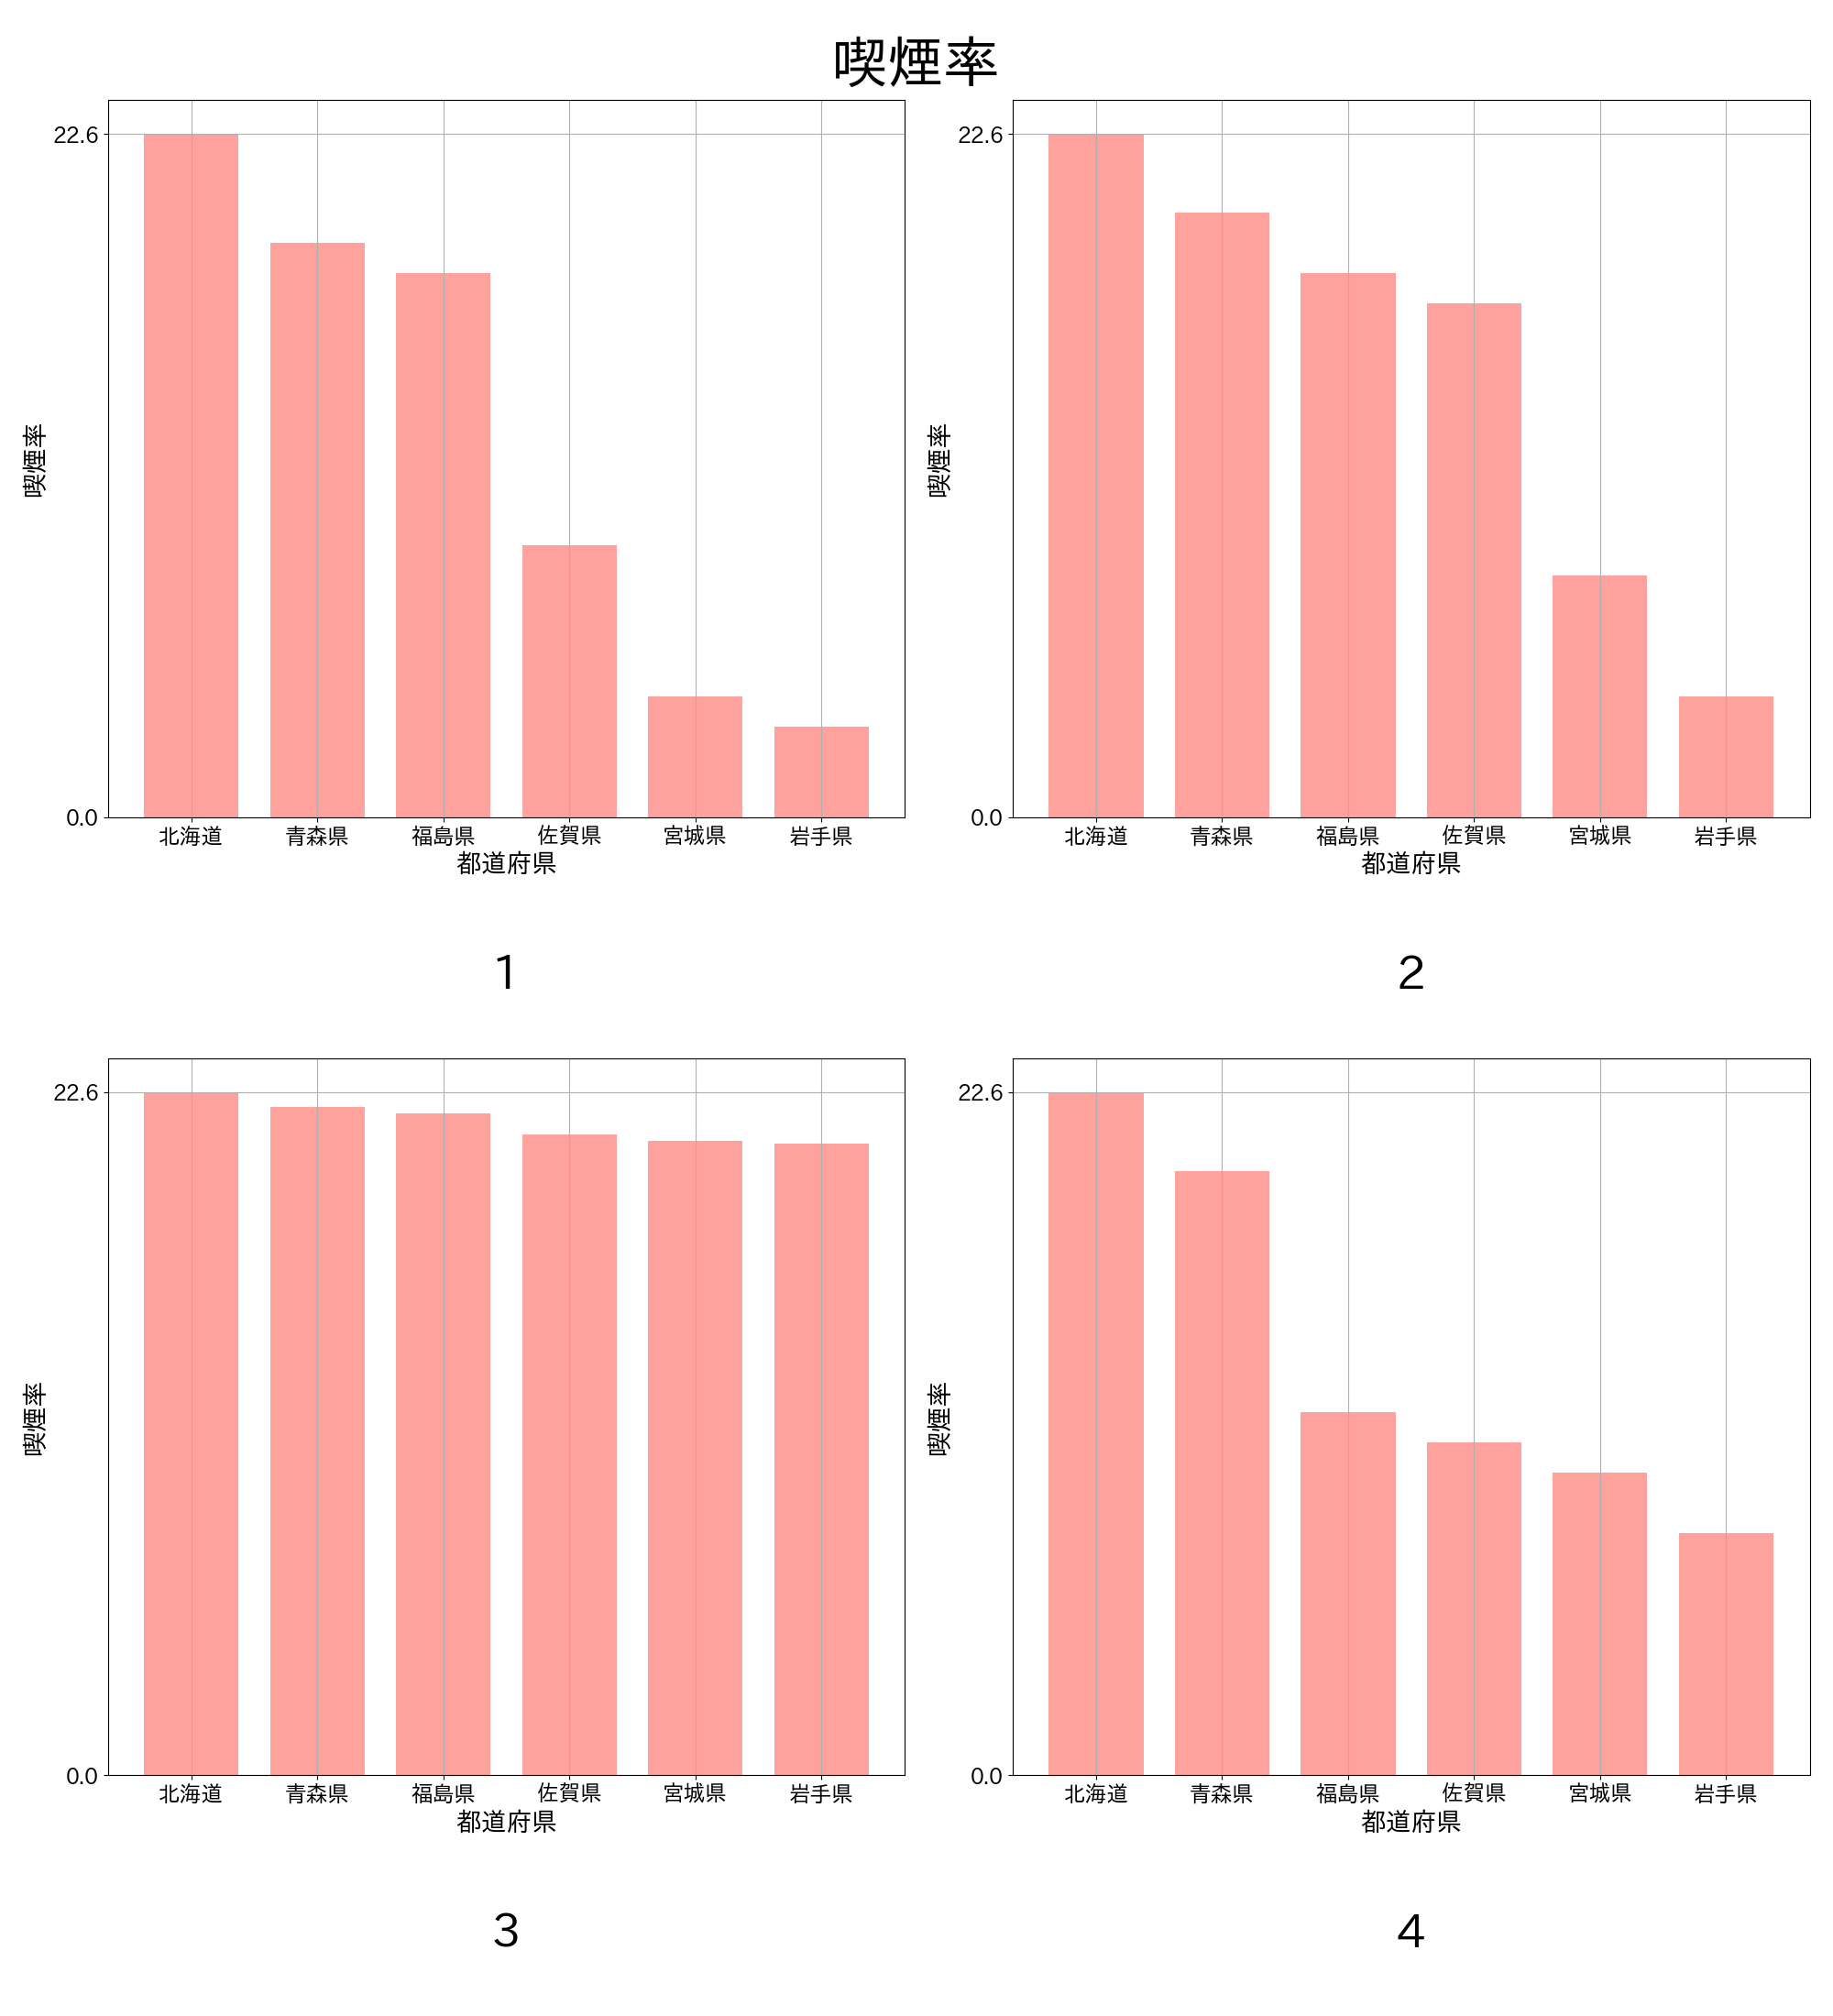 喫煙率
22.6
喫煙率
0.0
北海道 青森県 福島県 佐賀県 宮城県 岩手県
都道府県
1
22.6
喫煙率
0.0
北海道 青森県 福島県 佐賀県 宮城県 岩手県
都道府県
2
22.6
喫煙率
0.0
北海道 青森県 福島県 佐賀県 宮城県 岩手県
都道府県
3
22.6
喫煙率
0.0
北海道 青森県 福島県 佐賀県 宮城県 岩手県
都道府県
4